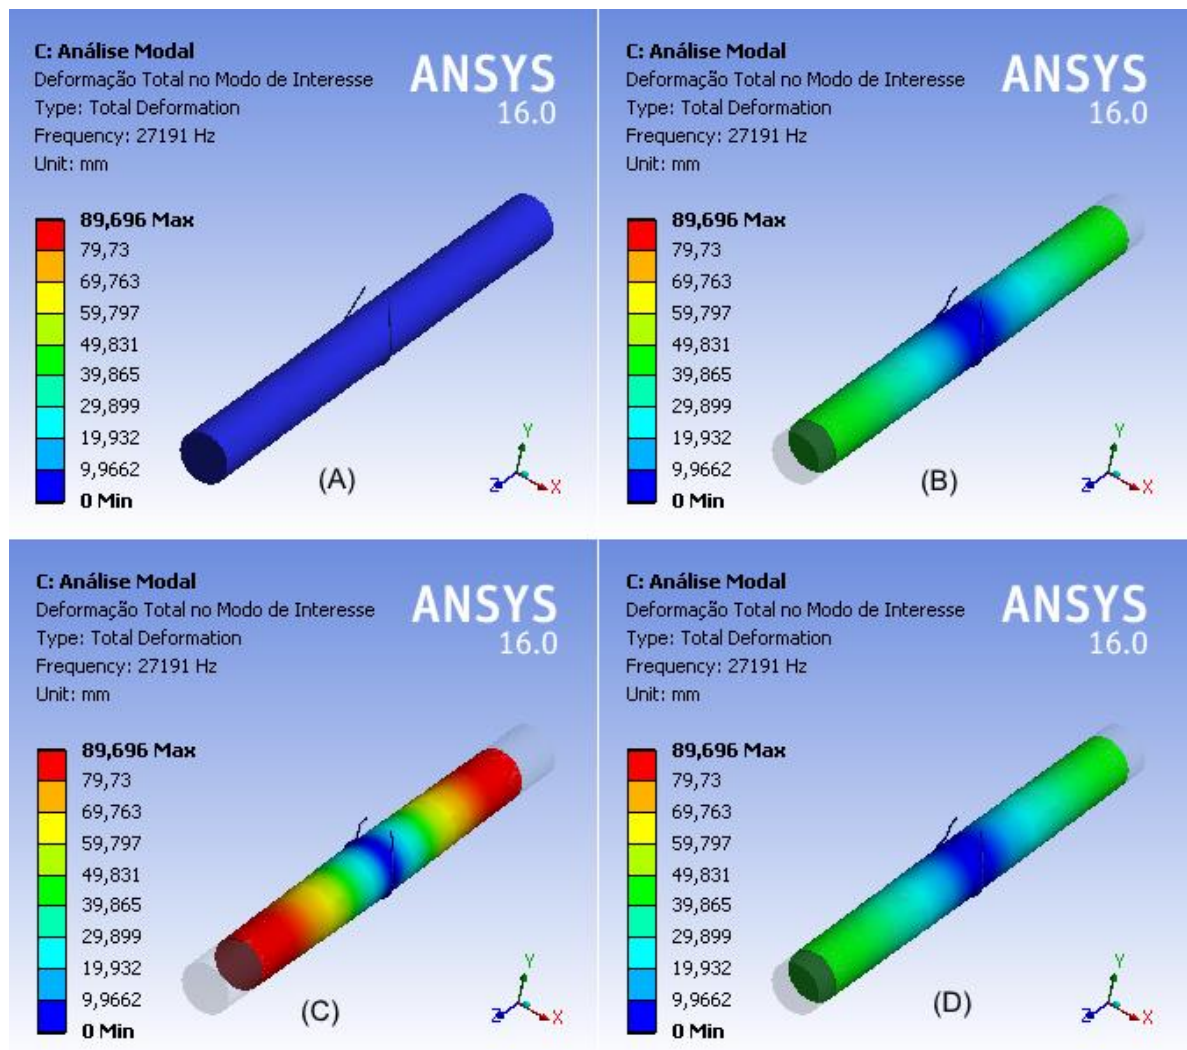 C: Análise Modal
Deformação Total no Modo de Interesse
Type: Total Deformation
Frequency: 27191 Hz
Unit: mm
ANSYS
16.0
89,696 Max
79,73
69,763
59,797
49,831
39,865
29,899
19,932
9,9662
0 Min
(A)
Y
Z
X
C: Análise Modal
Deformação Total no Modo de Interesse
Type: Total Deformation
Frequency: 27191 Hz
Unit: mm
ANSYS
16.0
89,696 Max
79,73
69,763
59,797
49,831
39,865
29,899
19,932
9,9662
0 Min
(B)
Y
Z
X
C: Análise Modal
Deformação Total no Modo de Interesse
Type: Total Deformation
Frequency: 27191 Hz
Unit: mm
ANSYS
16.0
89,696 Max
79,73
69,763
59,797
49,831
39,865
29,899
19,932
9,9662
0 Min
(C)
Y
Z
X
C: Análise Modal
Deformação Total no Modo de Interesse
Type: Total Deformation
Frequency: 27191 Hz
Unit: mm
ANSYS
16.0
89,696 Max
79,73
69,763
59,797
49,831
39,865
29,899
19,932
9,9662
0 Min
(D)
Y
Z
X